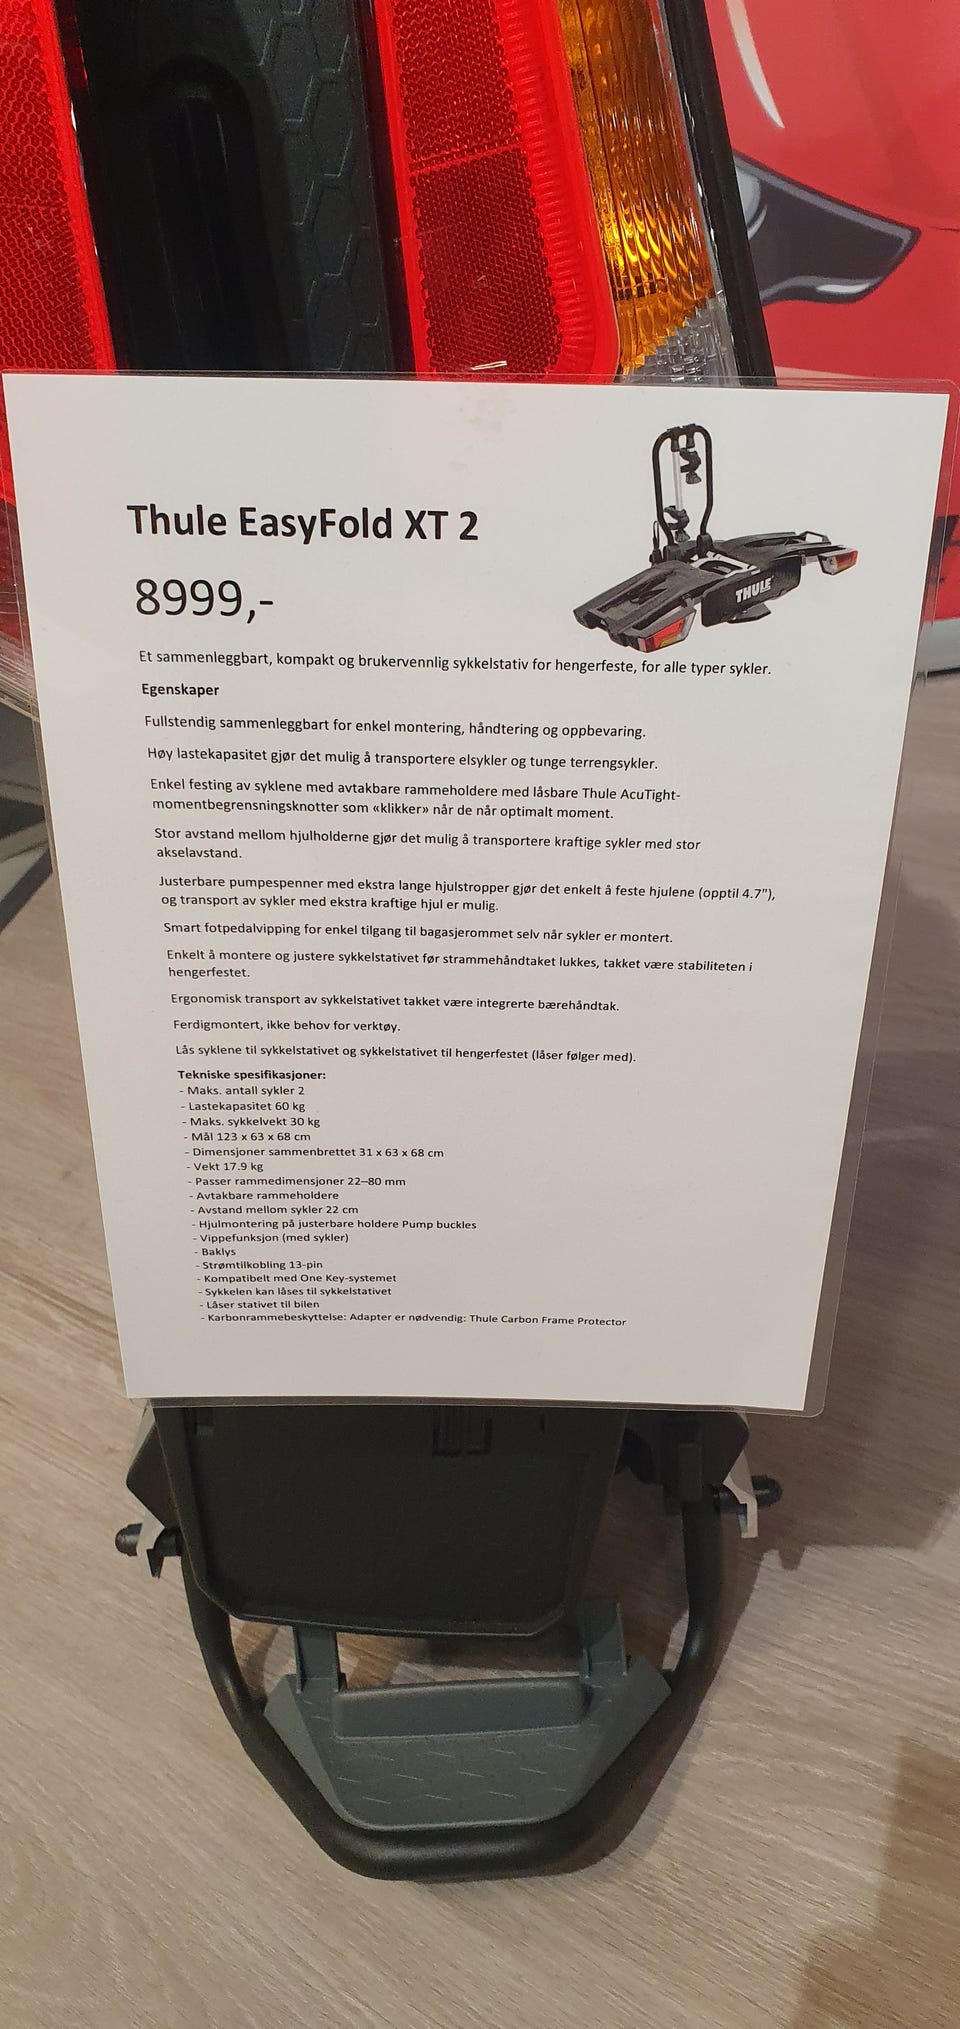 Thule EasyFold XT 2
8999,-
THULE
Et sammenleggbart, kompakt og brukervennlig sykkelstativ for hengerfeste, for alle typer sykler.
Egenskaper
Fullstendig sammenleggbart for enkel montering, håndtering og oppbevaring.
Høy lastekapasitet gjør det mulig å transportere elsykler og tunge terrengsykler.
Enkel festing av syklene med avtakbare rammeholdere med låsbare Thule AcuTight-
momentbegrensningsknotter som «klikker» når de når optimalt moment.
Stor avstand mellom hjulholderne gjør det mulig å transportere kraftige sykler med stor
akselavstand.
Justerbare pumpespenner med ekstra lange hjulstropper gjør det enkelt å feste hjulene (opptil 4.7"),
og transport av sykler med ekstra kraftige hjul er mulig.
Smart fotpedalvipping for enkel tilgang til bagasjerommet selv når sykler er montert.
Enkelt å montere og justere sykkelstativet før strammehåndtaket lukkes, takket være stabiliteten i
hengerfestet.
Ergonomisk transport av sykkelstativet takket være integrerte bærehåndtak.
Ferdigmontert, ikke behov for verktøy.
Lås syklene til sykkelstativet og sykkelstativet til hengerfestet (låser følger med).
Tekniske spesifikasjoner:
- Maks. antall sykler 2
- Lastekapasitet 60 kg
- Maks. sykkelvekt 30 kg
- Mål 123 x 63 x 68 cm
- Dimensjoner sammenbrettet 31 x 63 x 68 cm
- Vekt 17.9 kg
- Passer rammedimensjoner 22–80 mm
- Avtakbare rammeholdere
- Avstand mellom sykler 22 cm
- Hjulmontering på justerbare holdere Pump buckles
- Vippefunksjon (med sykler)
- Baklys
- Strømtilkobling 13-pin
- Kompatibelt med One Key-systemet
- Sykkelen kan låses til sykkelstativet
- Låser stativet til bilen
- Karbonrammebeskyttelse: Adapter er nødvendig: Thule Carbon Frame Protector